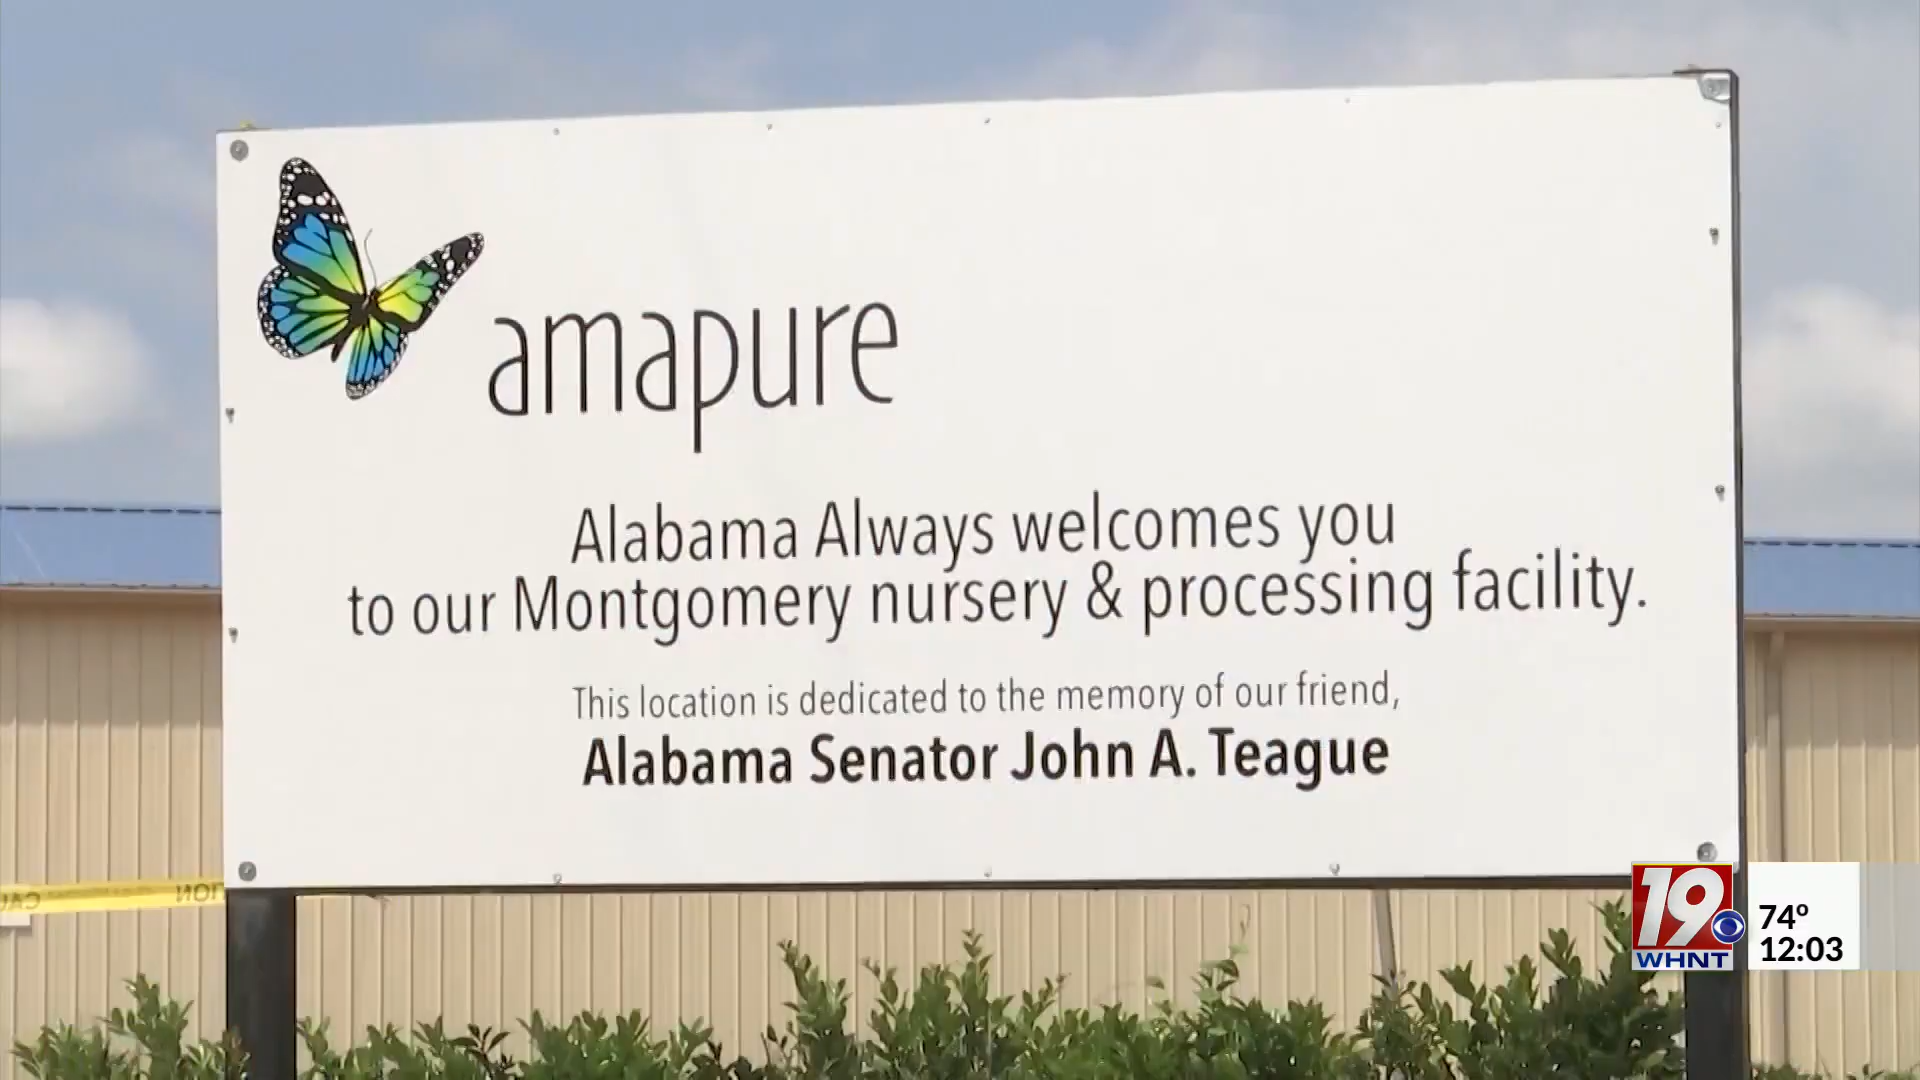 amapure
Alabama Always welcomes you
to our Montgomery nursery & processing facility.
This location is dedicated to the memory of our friend,
Alabama Senator John A. Teague
19
WHNT
74º
12:03